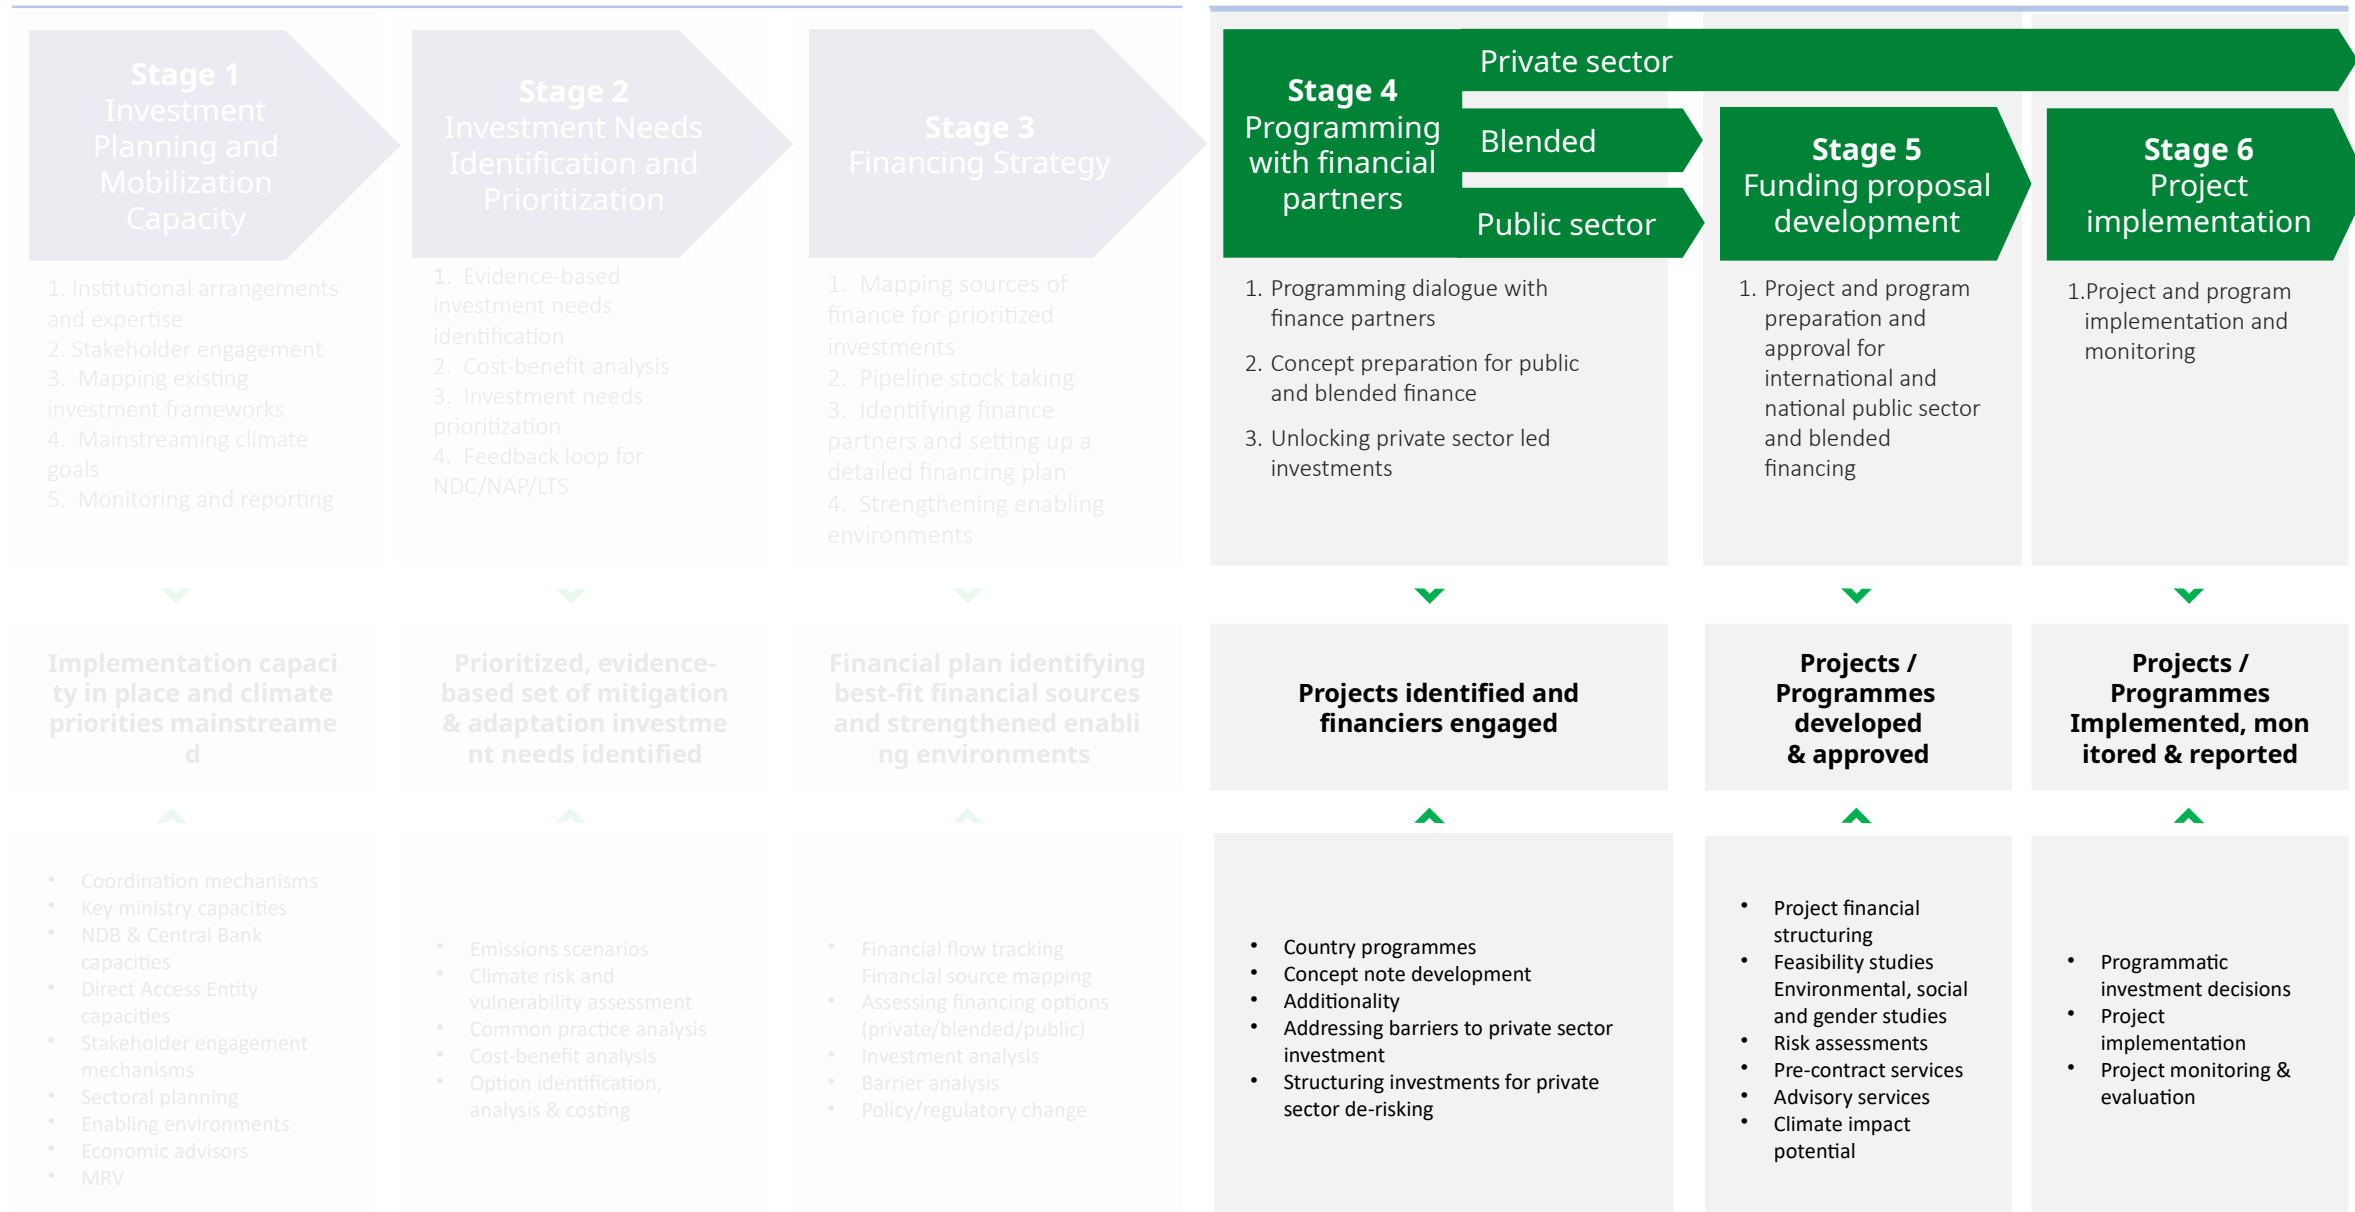 Stage 1
Investment
Planning and
Mobilization
Capacity
1. Institutional arrangements
and expertise
2. Stakeholder engagement
3. Mapping existing
investment frameworks
4. Mainstreaming climate
goals
5. Monitoring and reporting
Implementation capaci
ty in place and climate
priorities mainstreame
d
• Coordination mechanisms
• Key ministry capacities
• NDB & Central Bank
capacities
• Direct Access Entity
capacities
• Stakeholder engagement
mechanisms
• Sectoral planning
• Enabling environments
• Economic advisors
• MRV
Stage 2
Investment Needs
Identification and
Prioritization
1. Evidence-based
investment needs
identification
2. Cost-benefit analysis
3. Investment needs
prioritization
4. Feedback loop for
NDC/NAP/LTS
Prioritized, evidence-
based set of mitigation
& adaptation investme
nt needs identified
• Emissions scenarios
• Climate risk and
vulnerability assessment
• Common practice analysis
• Cost-benefit analysis
• Option identification,
analysis & costing
Stage 3
Financing Strategy
1. Mapping sources of
finance for prioritized
investments
2. Pipeline stock taking
3. Identifying finance
partners and setting up a
detailed financing plan
4. Strengthening enabling
environments
Financial plan identifying
best-fit financial sources
and strengthened enabli
ng environments
• Financial flow tracking
Financial source mapping
• Assessing financing options
(private/blended/public)
• Investment analysis
• Barrier analysis
• Policy/regulatory change
Stage 4
Programming
with financial
partners
Private sector
Blended
Public sector
1. Programming dialogue with
finance partners
2. Concept preparation for public
and blended finance
3. Unlocking private sector led
investments
Projects identified and
financiers engaged
• Country programmes
• Concept note development
• Additionality
• Addressing barriers to private sector
investment
• Structuring investments for private
sector de-risking
Stage 5
Funding proposal
development
1. Project and program
preparation and
approval for
international and
national public sector
and blended
financing
Projects /
Programmes
developed
& approved
• Project financial
structuring
• Feasibility studies
Environmental, social
and gender studies
• Risk assessments
• Pre-contract services
• Advisory services
• Climate impact
potential
Stage 6
Project
implementation
1.Project and program
implementation and
monitoring
Projects /
Programmes
Implemented, mon
itored & reported
• Programmatic
investment decisions
• Project
implementation
• Project monitoring &
evaluation